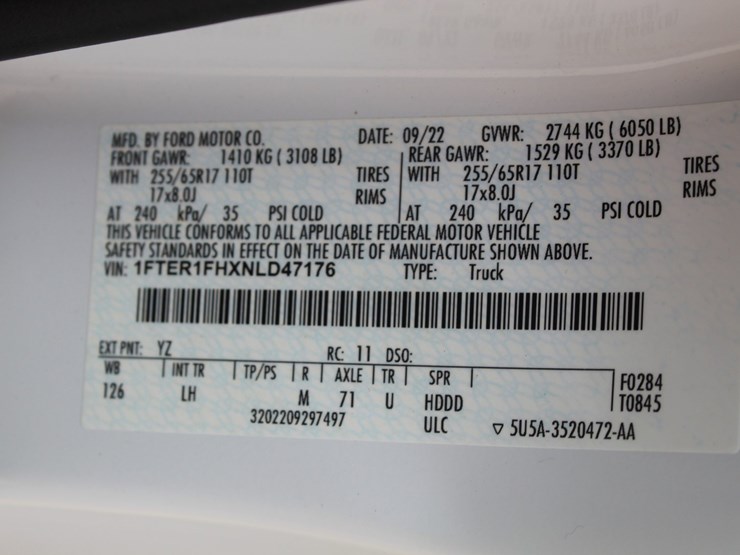 MFD. BY FORD MOTOR CO. DATE: 09/22 GVWR: 2744 KG ( 6050 LB)
FRONT GAWR: 1410 KG ( 3108 LB) REAR GAWR: 1529 KG ( 3370 LB)
WITH 255/65R17 110T TIRES WITH 255/65R17 110T TIRES
17x8.0J RIMS 17x8.0J RIMS
AT 240 kPa/ 35 PSI COLD AT 240 kPa/ 35 PSI COLD
THIS VEHICLE CONFORMS TO ALL APPLICABLE FEDERAL MOTOR VEHICLE
SAFETY STANDARDS IN EFFECT ON THE DATE OF MANUFACTURE SHOWN ABOVE.
VIN: 1FTER1FHXNLD47176 TYPE: Truck
EXT PNT: YZ RC: 11 DSO:
WB INT TR TP/PS R AXLE TR SPR F0284
126 LH M 71 U HDDD T0845
3202209297497 ULC ▽ 5U5A-3520472-AA